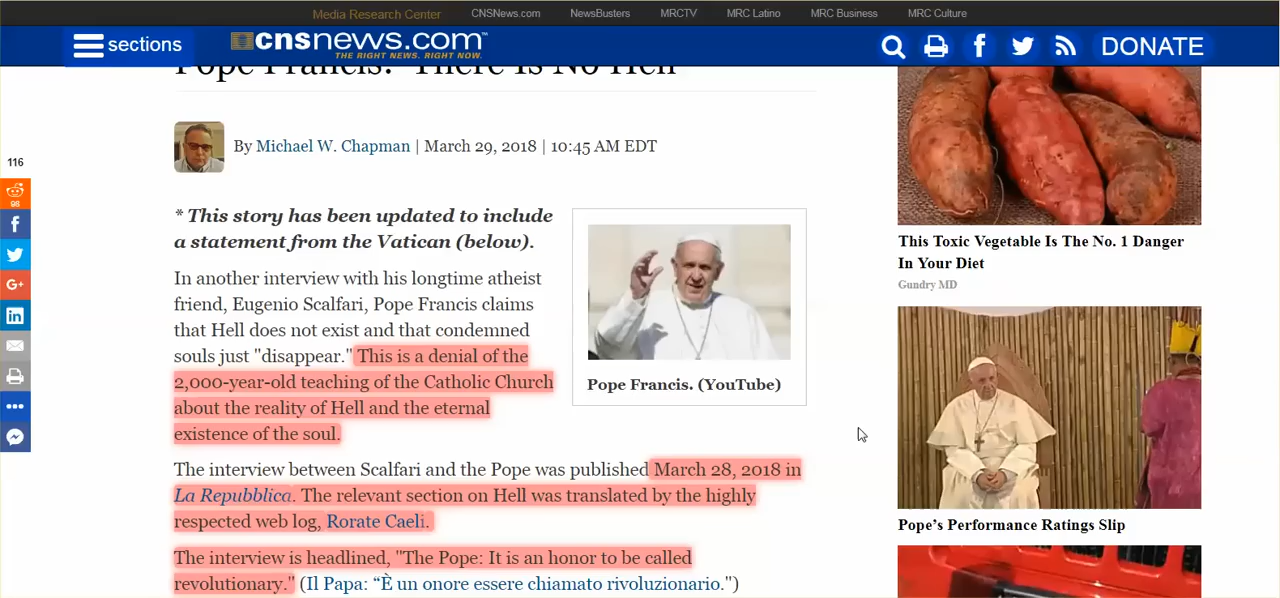 Media Research Center CNSNews.com NewsBusters MRCTV MRC Latino MRC Business MRC Culture
sections cnsnews.com™ DONATE
THE RIGHT NEWS. RIGHT NOW.
Pope Francis: 'There Is No Hell'
By Michael W. Chapman | March 29, 2018 | 10:45 AM EDT
116
98
* This story has been updated to include
a statement from the Vatican (below).
In another interview with his longtime atheist
friend, Eugenio Scalfari, Pope Francis claims
that Hell does not exist and that condemned
souls just "disappear." This is a denial of the
2,000-year-old teaching of the Catholic Church
about the reality of Hell and the eternal
existence of the soul.
Pope Francis. (YouTube)
The interview between Scalfari and the Pope was published March 28, 2018 in
La Repubblica. The relevant section on Hell was translated by the highly
respected web log, Rorate Caeli.
The interview is headlined, "The Pope: It is an honor to be called
revolutionary." (Il Papa: “È un onore essere chiamato rivoluzionario.")
This Toxic Vegetable Is The No. 1 Danger
In Your Diet
Gundry MD
Pope’s Performance Ratings Slip